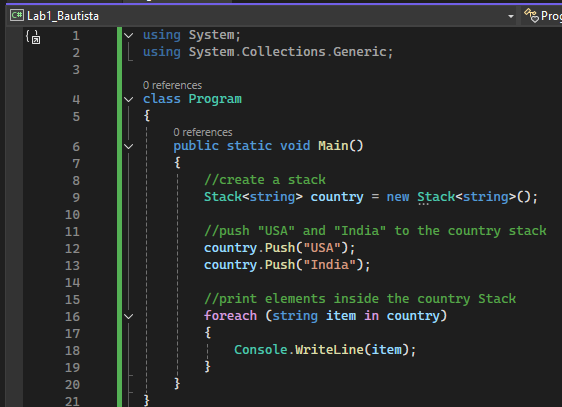 C# Lab1_Bautista Prog
1 using System;
2 using System.Collections.Generic;
3
0 references
4 class Program
5 {
0 references
6 public static void Main()
7 {
8 //create a stack
9 Stack<string> country = new Stack<string>();
10
11 //push "USA" and "India" to the country stack
12 country.Push("USA");
13 country.Push("India");
14
15 //print elements inside the country Stack
16 foreach (string item in country)
17 {
18 Console.WriteLine(item);
19 }
20 }
21 }